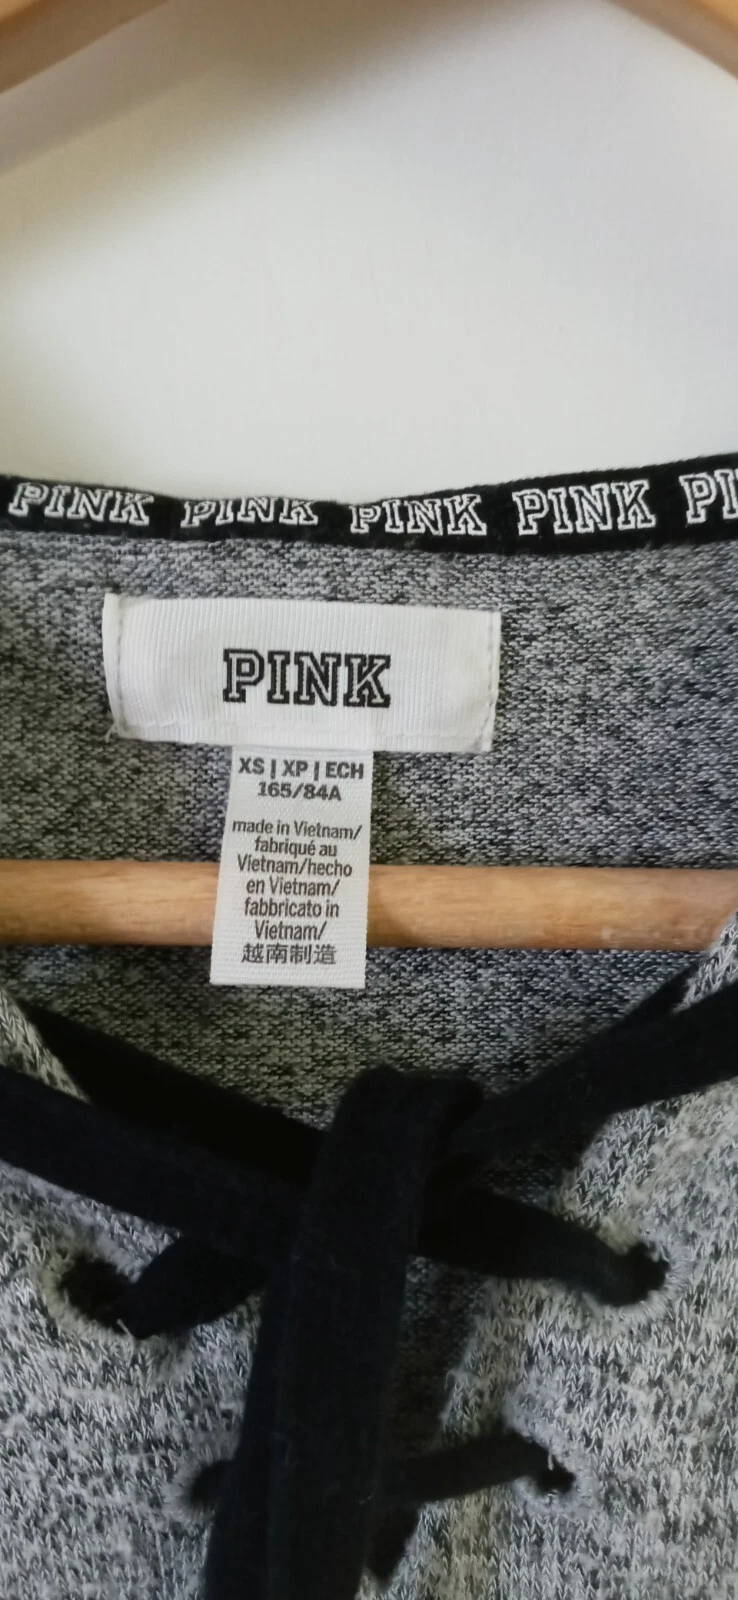 PINK PINK PINK PINK PI
PINK
XS | XP | ECH
165/84A
made in Vietnam/
fabriqué au
Vietnam/hecho
en Vietnam/
fabbricato in
Vietnam/
越南制造